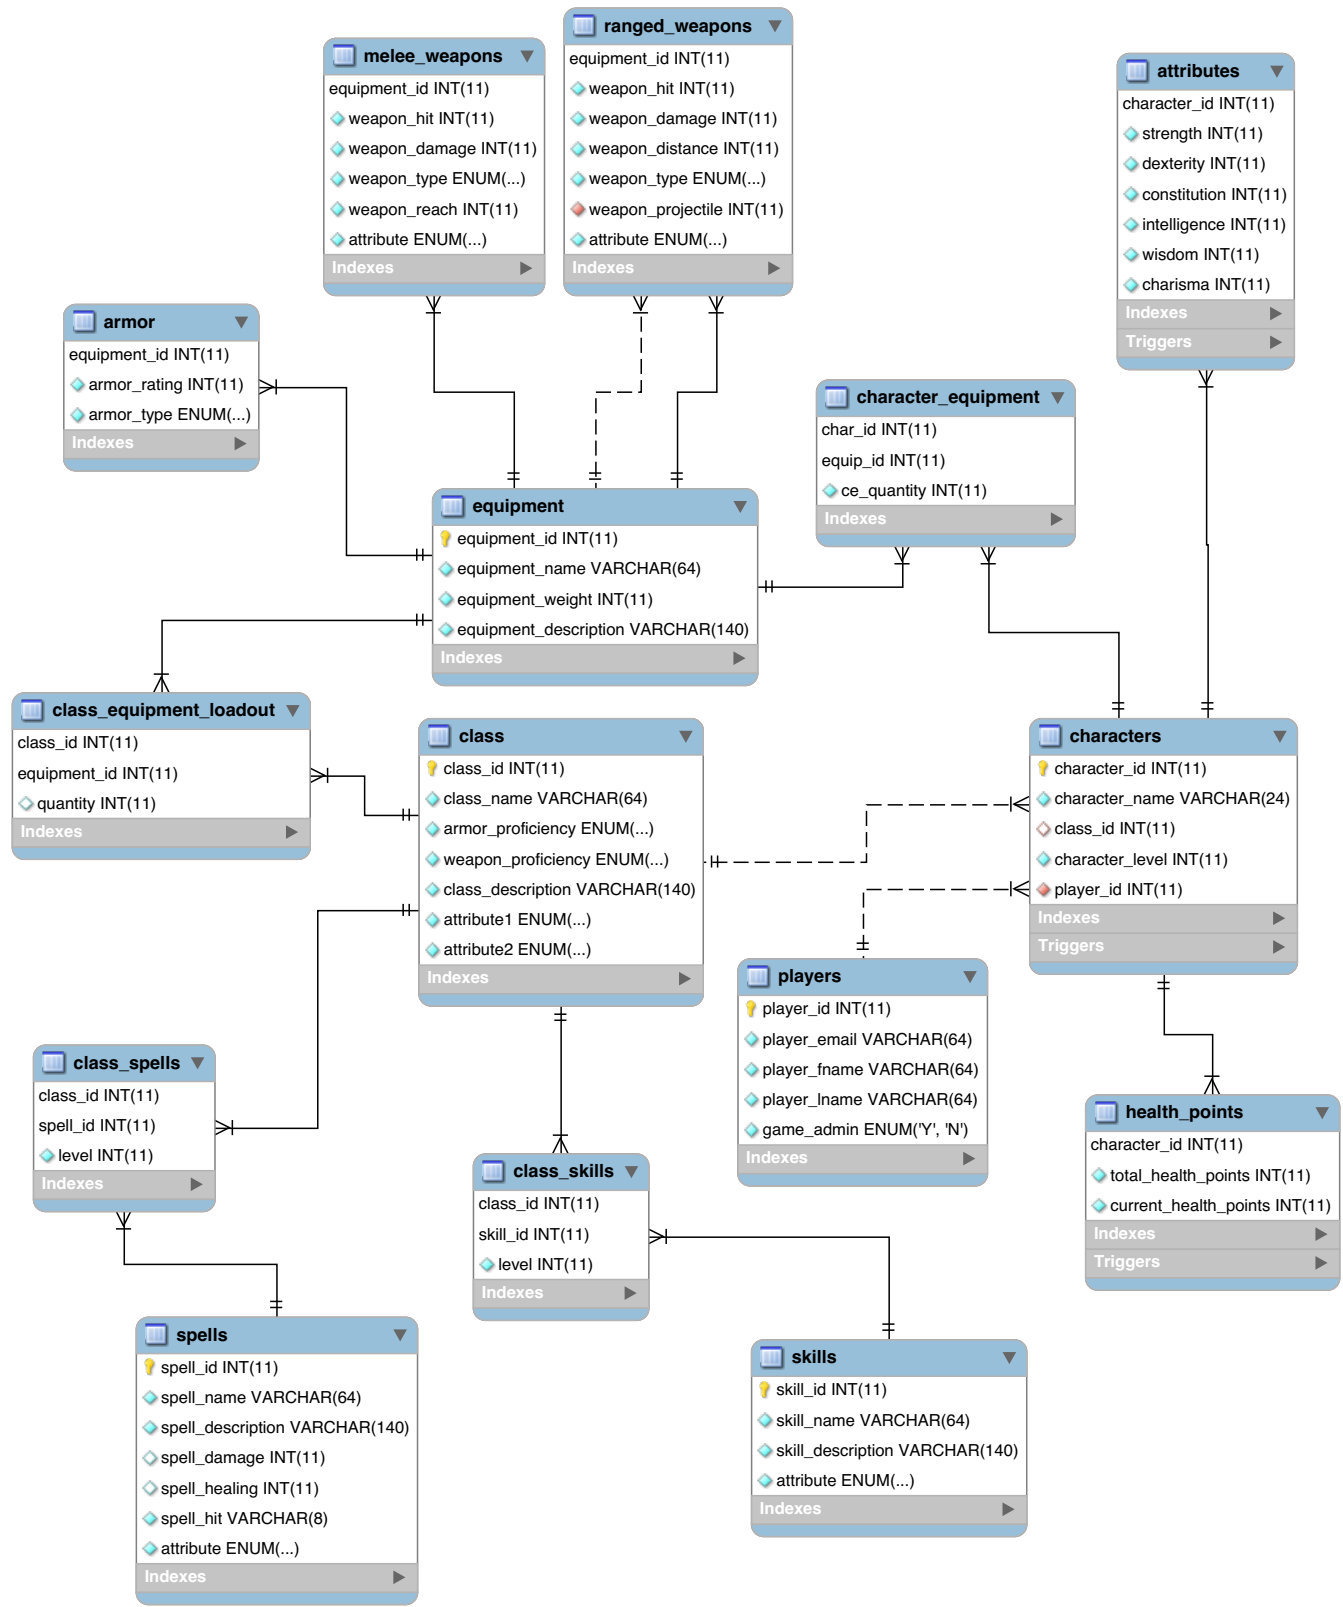 melee_weapons
equipment_id INT(11)
weapon_hit INT(11)
weapon_damage INT(11)
weapon_type ENUM(...)
weapon_reach INT(11)
attribute ENUM(...)
Indexes
ranged_weapons
equipment_id INT(11)
weapon_hit INT(11)
weapon_damage INT(11)
weapon_distance INT(11)
weapon_type ENUM(...)
weapon_projectile INT(11)
attribute ENUM(...)
Indexes
attributes
character_id INT(11)
strength INT(11)
dexterity INT(11)
constitution INT(11)
intelligence INT(11)
wisdom INT(11)
charisma INT(11)
Indexes
Triggers
armor
equipment_id INT(11)
armor_rating INT(11)
armor_type ENUM(...)
Indexes
character_equipment
char_id INT(11)
equip_id INT(11)
ce_quantity INT(11)
Indexes
equipment
equipment_id INT(11)
equipment_name VARCHAR(64)
equipment_weight INT(11)
equipment_description VARCHAR(140)
Indexes
class_equipment_loadout
class_id INT(11)
equipment_id INT(11)
quantity INT(11)
Indexes
class
class_id INT(11)
class_name VARCHAR(64)
armor_proficiency ENUM(...)
weapon_proficiency ENUM(...)
class_description VARCHAR(140)
attribute1 ENUM(...)
attribute2 ENUM(...)
Indexes
characters
character_id INT(11)
character_name VARCHAR(24)
class_id INT(11)
character_level INT(11)
player_id INT(11)
Indexes
Triggers
players
player_id INT(11)
player_email VARCHAR(64)
player_fname VARCHAR(64)
player_lname VARCHAR(64)
game_admin ENUM('Y', 'N')
Indexes
class_spells
class_id INT(11)
spell_id INT(11)
level INT(11)
Indexes
class_skills
class_id INT(11)
skill_id INT(11)
level INT(11)
Indexes
health_points
character_id INT(11)
total_health_points INT(11)
current_health_points INT(11)
Indexes
Triggers
spells
spell_id INT(11)
spell_name VARCHAR(64)
spell_description VARCHAR(140)
spell_damage INT(11)
spell_healing INT(11)
spell_hit VARCHAR(8)
attribute ENUM(...)
Indexes
skills
skill_id INT(11)
skill_name VARCHAR(64)
skill_description VARCHAR(140)
attribute ENUM(...)
Indexes